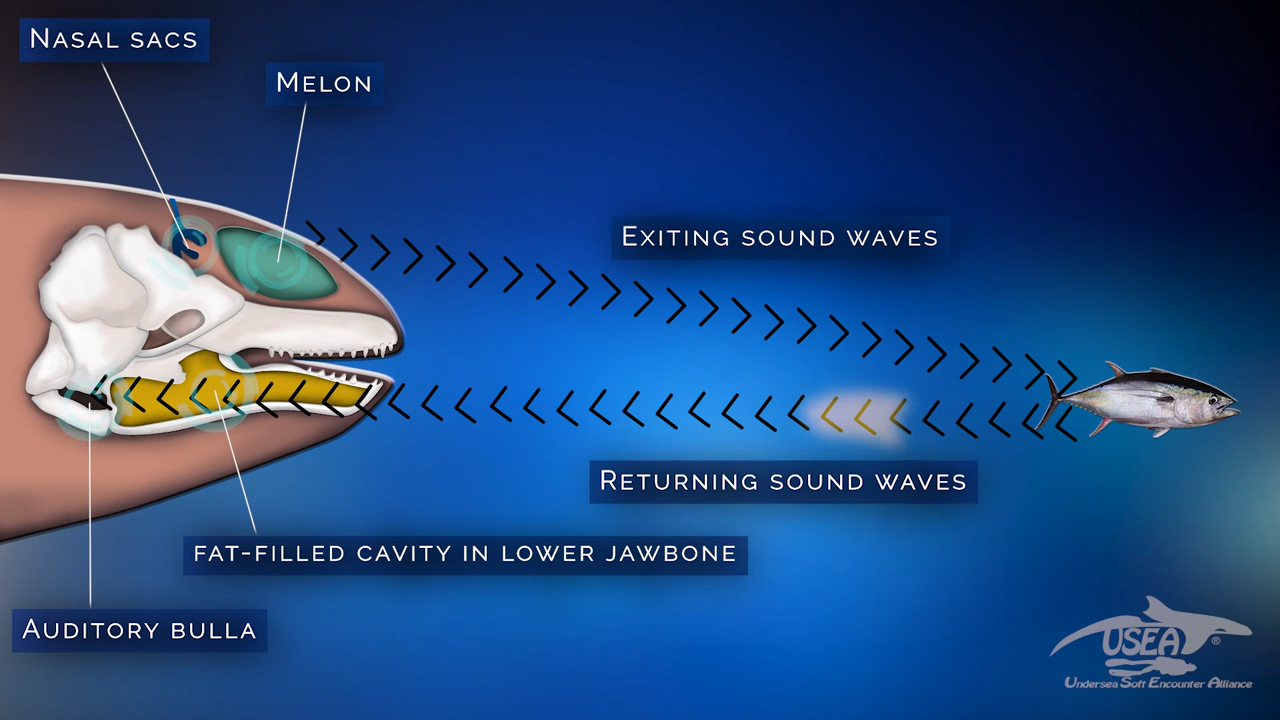 Nasal sacs
Melon
Exiting sound waves
Returning sound waves
fat-filled cavity in lower jawbone
Auditory bulla
USEA®
Undersea Soft Encounter Alliance